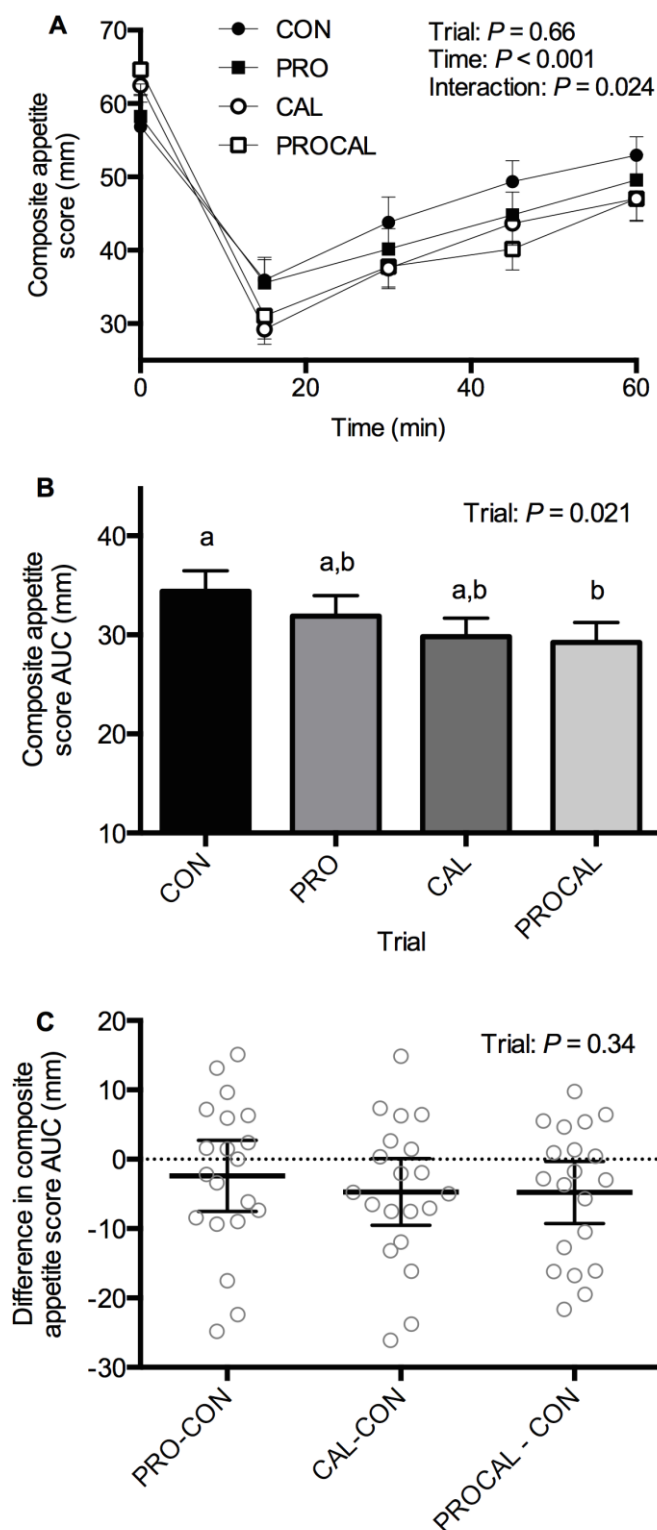 A
CON
PRO
CAL
PROCAL
Trial: P = 0.66
Time: P < 0.001
Interaction: P = 0.024
Composite appetite
score (mm)
70
60
50
40
30
0
20
40
60
Time (min)
B
Trial: P = 0.021
Composite appetite
score AUC (mm)
40
30
20
10
a
a,b
a,b
b
CON
PRO
CAL
PROCAL
Trial
C
Trial: P = 0.34
Difference in composite
appetite score AUC (mm)
20
10
0
-10
-20
-30
PRO-CON
CAL-CON
PROCAL - CON